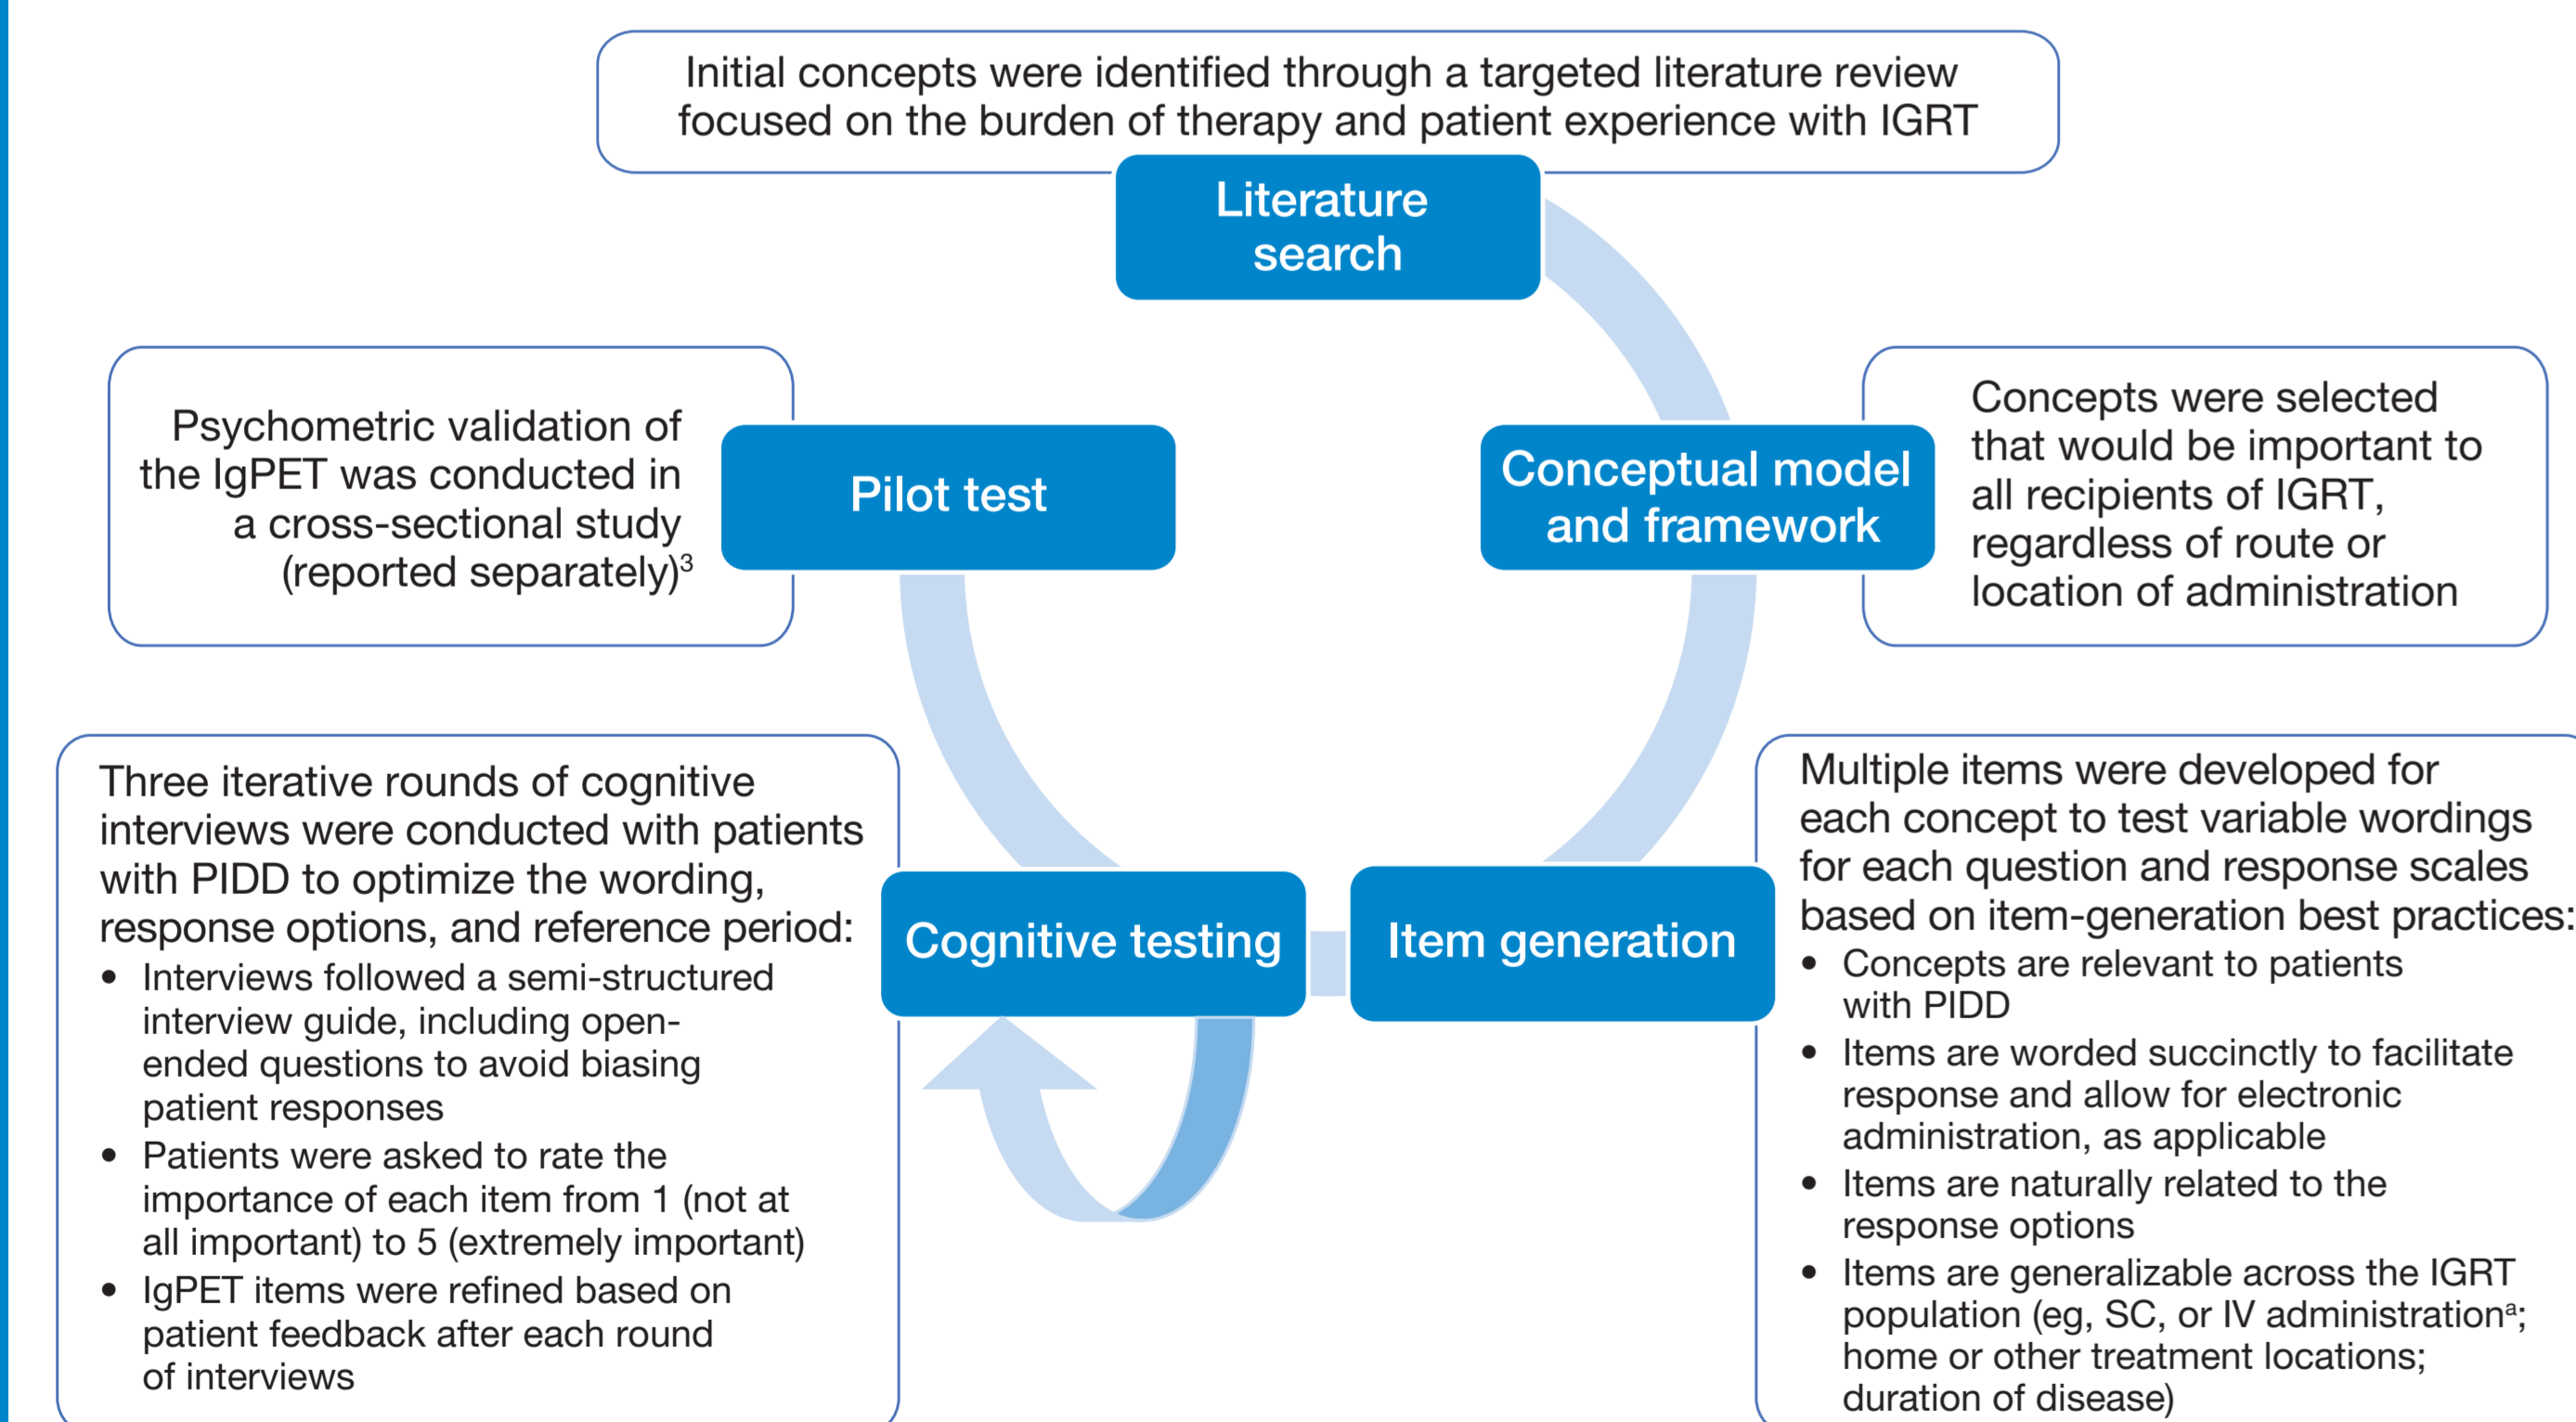 Initial concepts were identified through a targeted literature review
focused on the burden of therapy and patient experience with IGRT
Literature
search
Conceptual model
and framework
Concepts were selected
that would be important to
all recipients of IGRT,
regardless of route or
location of administration
Item generation
Multiple items were developed for
each concept to test variable wordings
for each question and response scales
based on item-generation best practices:
• Concepts are relevant to patients
with PIDD
• Items are worded succinctly to facilitate
response and allow for electronic
administration, as applicable
• Items are naturally related to the
response options
• Items are generalizable across the IGRT
population (eg, SC, or IV administrationᵃ;
home or other treatment locations;
duration of disease)
Cognitive testing
Three iterative rounds of cognitive
interviews were conducted with patients
with PIDD to optimize the wording,
response options, and reference period:
• Interviews followed a semi-structured
interview guide, including open-
ended questions to avoid biasing
patient responses
• Patients were asked to rate the
importance of each item from 1 (not at
all important) to 5 (extremely important)
• IgPET items were refined based on
patient feedback after each round
of interviews
Pilot test
Psychometric validation of
the IgPET was conducted in
a cross-sectional study
(reported separately)³